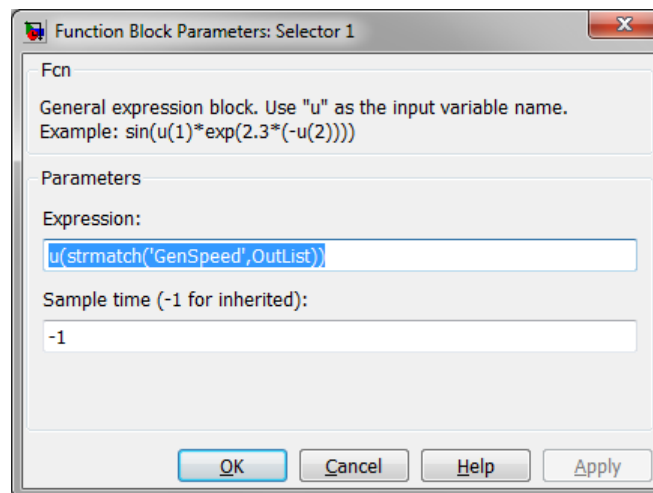 Function Block Parameters: Selector 1
Fcn
General expression block. Use "u" as the input variable name.
Example: sin(u(1)*exp(2.3*(-u(2))))
Parameters
Expression:
u(strmatch('GenSpeed',OutList))
Sample time (-1 for inherited):
-1
OK Cancel Help Apply